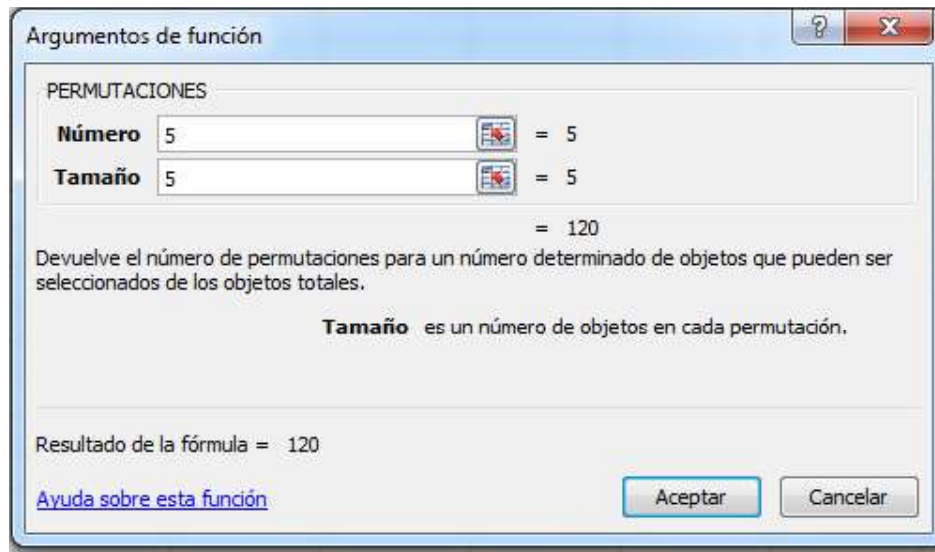 Argumentos de función
?
PERMUTACIONES
Número 5 = 5
Tamaño 5 = 5
= 120
Devuelve el número de permutaciones para un número determinado de objetos que pueden ser
seleccionados de los objetos totales.
Tamaño es un número de objetos en cada permutación.
Resultado de la fórmula = 120
Ayuda sobre esta función
Aceptar
Cancelar